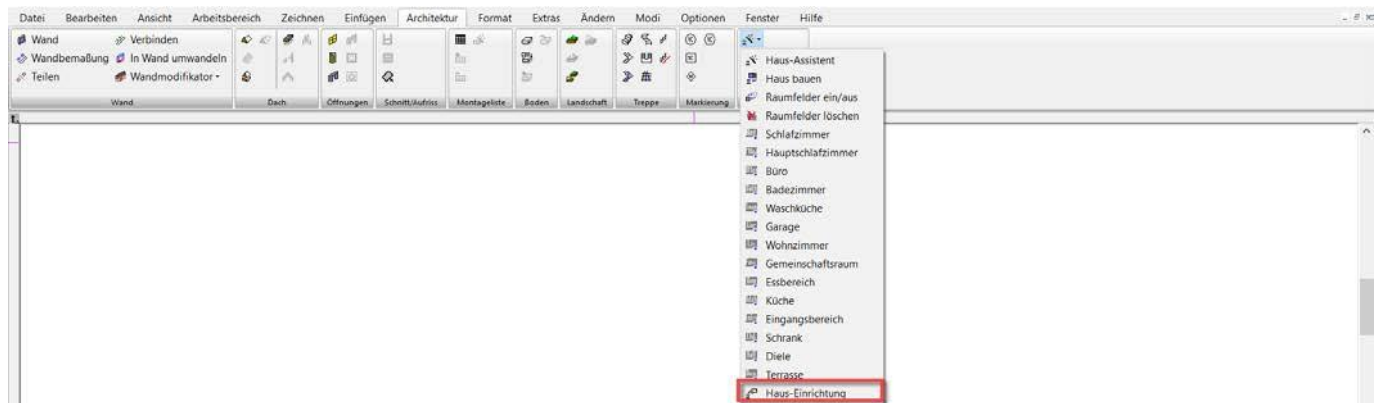 Datei Bearbeiten Ansicht Arbeitsbereich Zeichnen Einfügen Architektur Format Extras Ändern Modi Optionen Fenster Hilfe
Wand Verbinden
Wandbemaßung In Wand umwandeln
Teilen Wandmodifikator
Wand Dach Öffnungen Schnitt/Aufriss Montageliste Boden Landschaft Treppe Markierung
Haus-Assistent
Haus bauen
Raumfelder ein/aus
Raumfelder löschen
Schlafzimmer
Hauptschlafzimmer
Büro
Badezimmer
Waschküche
Garage
Wohnzimmer
Gemeinschaftsraum
Essbereich
Küche
Eingangsbereich
Schrank
Diele
Terrasse
Haus-Einrichtung